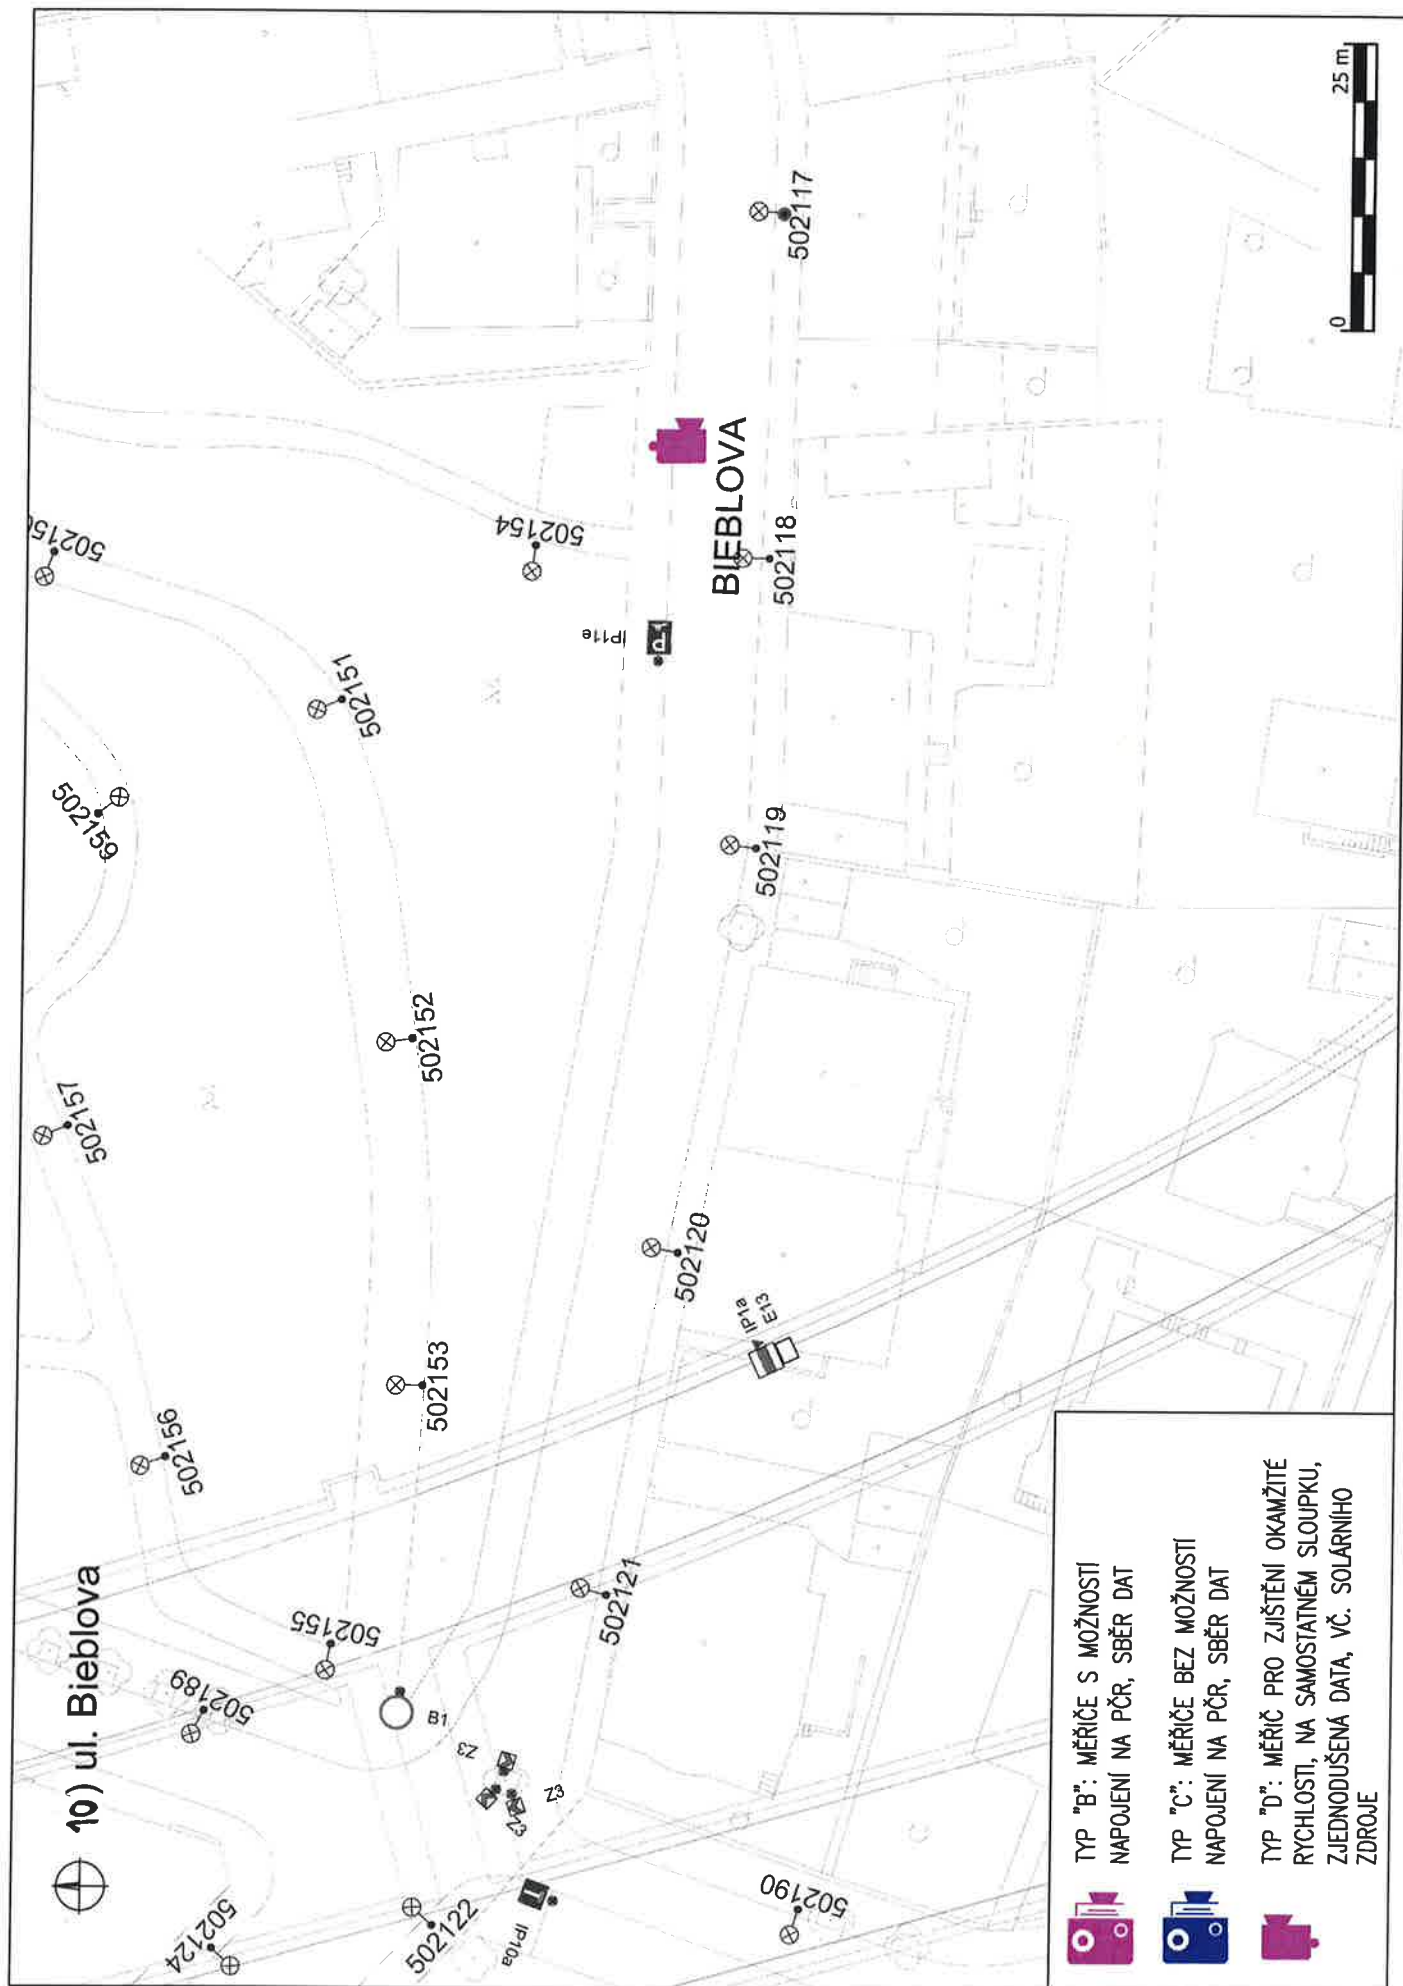 10) ul. Bieblova
502124
502122
IP10a
502189
502155
B1
Z3
Z3
Z3
502190
502121
502156
502153
IP1a
E13
502120
502157
502152
502159
502151
502119
IP11e
502154
502118
BIEBLOVA
502117
0
25 m
TYP "B": MĚŘIČE S MOŽNOSTÍ
NAPOJENÍ NA PČR, SBĚR DAT
TYP "C": MĚŘIČE BEZ MOŽNOSTI
NAPOJENÍ NA PČR, SBĚR DAT
TYP "D": MĚŘIČ PRO ZJIŠTĚNÍ OKAMŽITÉ
RYCHLOSTI, NA SAMOSTATNÉM SLOUPKU,
ZJEDNODUŠENÁ DATA, VČ. SOLÁRNÍHO
ZDROJE